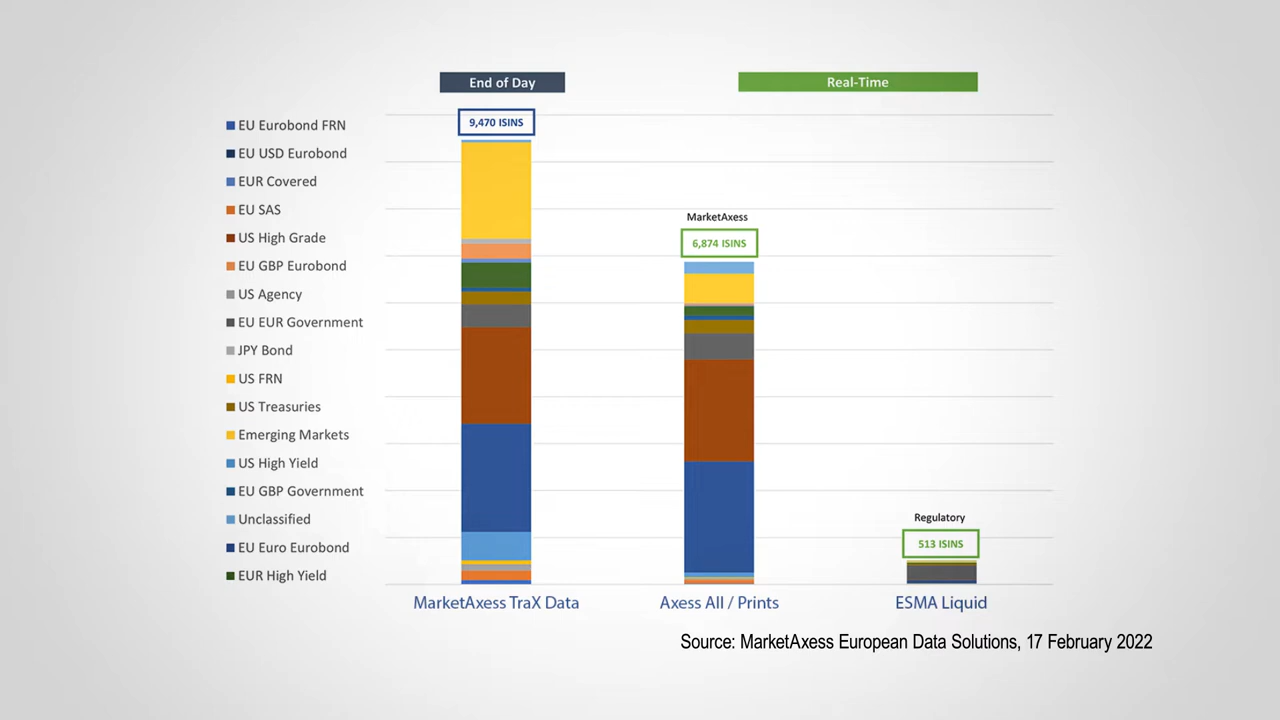 End of Day
Real-Time
9,470 ISINS
EU Eurobond FRN
EU USD Eurobond
EUR Covered
EU SAS
US High Grade
EU GBP Eurobond
US Agency
EU EUR Government
JPY Bond
US FRN
US Treasuries
Emerging Markets
US High Yield
EU GBP Government
Unclassified
EU Euro Eurobond
EUR High Yield
MarketAxess
6,874 ISINS
Regulatory
513 ISINS
MarketAxess TraX Data
Axess All / Prints
ESMA Liquid
Source: MarketAxess European Data Solutions, 17 February 2022